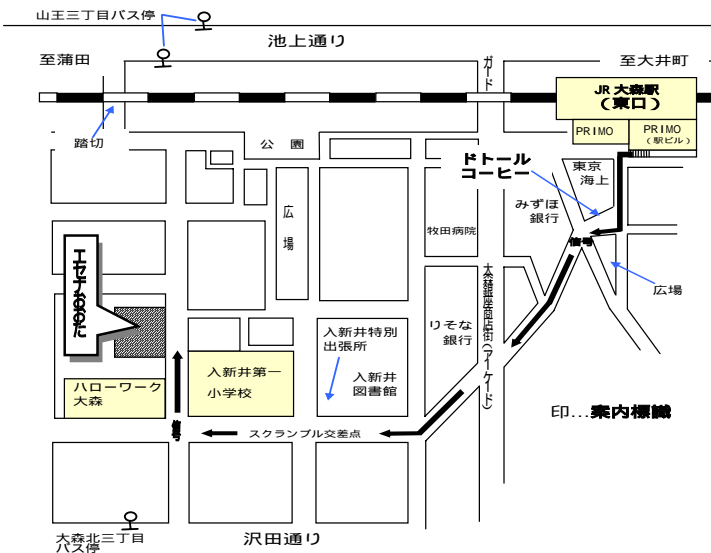 山王三丁目バス停
池上通り
至蒲田
ガード
至大井町
JR 大森駅
（東口）
PRIMO
PRIMO
（駅ビル）
踏切
公園
ドトール
コーヒー
東京
海上
みずほ
銀行
広場
牧田病院
信号
広場
エセナおおた
大森銀座商店街(アーケード)
りそな
銀行
入新井特別
出張所
入新井
図書館
入新井第一
小学校
ハローワーク
大森
印…案内標識
信号
スクランブル交差点
大森北三丁目
バス停
沢田通り